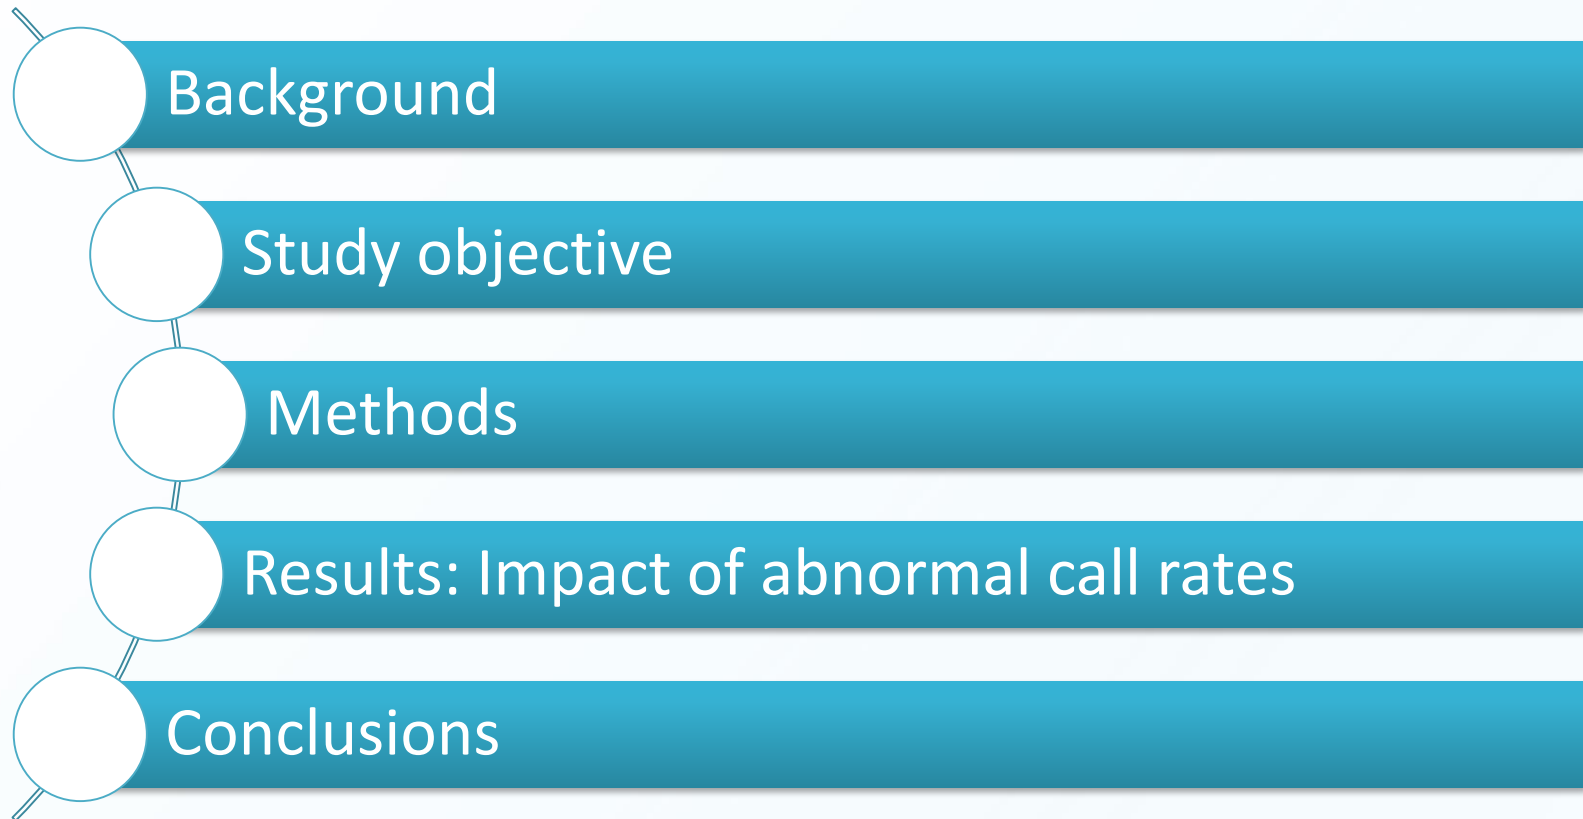 Background
Study objective
Methods
Results: Impact of abnormal call rates
Conclusions